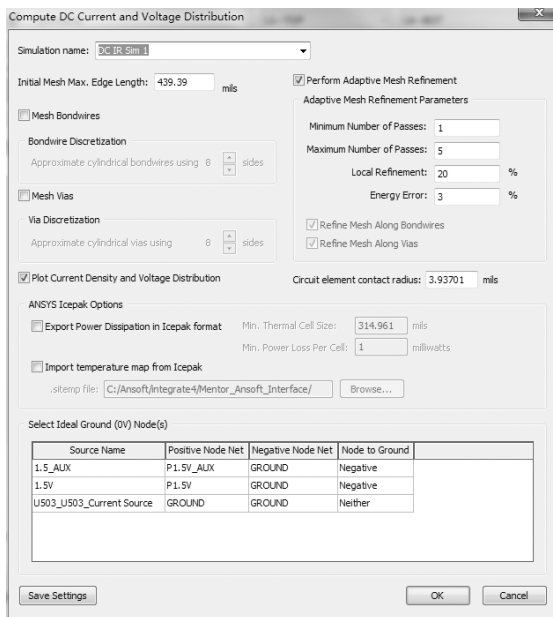 Compute DC Current and Voltage Distribution
Simulation name: DC IR Sim 1
Initial Mesh Max. Edge Length: 439.39 mils
Mesh Bondwires
Bondwire Discretization
Approximate cylindrical bondwires using 8 sides
Mesh Vias
Via Discretization
Approximate cylindrical vias using 8 sides
Perform Adaptive Mesh Refinement
Adaptive Mesh Refinement Parameters
Minimum Number of Passes: 1
Maximum Number of Passes: 5
Local Refinement: 20 %
Energy Error: 3 %
Refine Mesh Along Bondwires
Refine Mesh Along Vias
Plot Current Density and Voltage Distribution
Circuit element contact radius: 3.93701 mils
ANSYS Icepak Options
Export Power Dissipation in Icepak format
Min. Thermal Cell Size: 314.961 mils
Min. Power Loss Per Cell: 1 milliwatts
Import temperature map from Icepak
.sitemp file: C:/Ansoft/integrate4/Mentor_Ansoft_Interface/ Browse...
Select Ideal Ground (0V) Node(s)
Source Name Positive Node Net Negative Node Net Node to Ground
1.5_AUX P1.5V_AUX GROUND Negative
1.5V P1.5V GROUND Negative
U503_U503_Current Source GROUND GROUND Neither
Save Settings OK Cancel